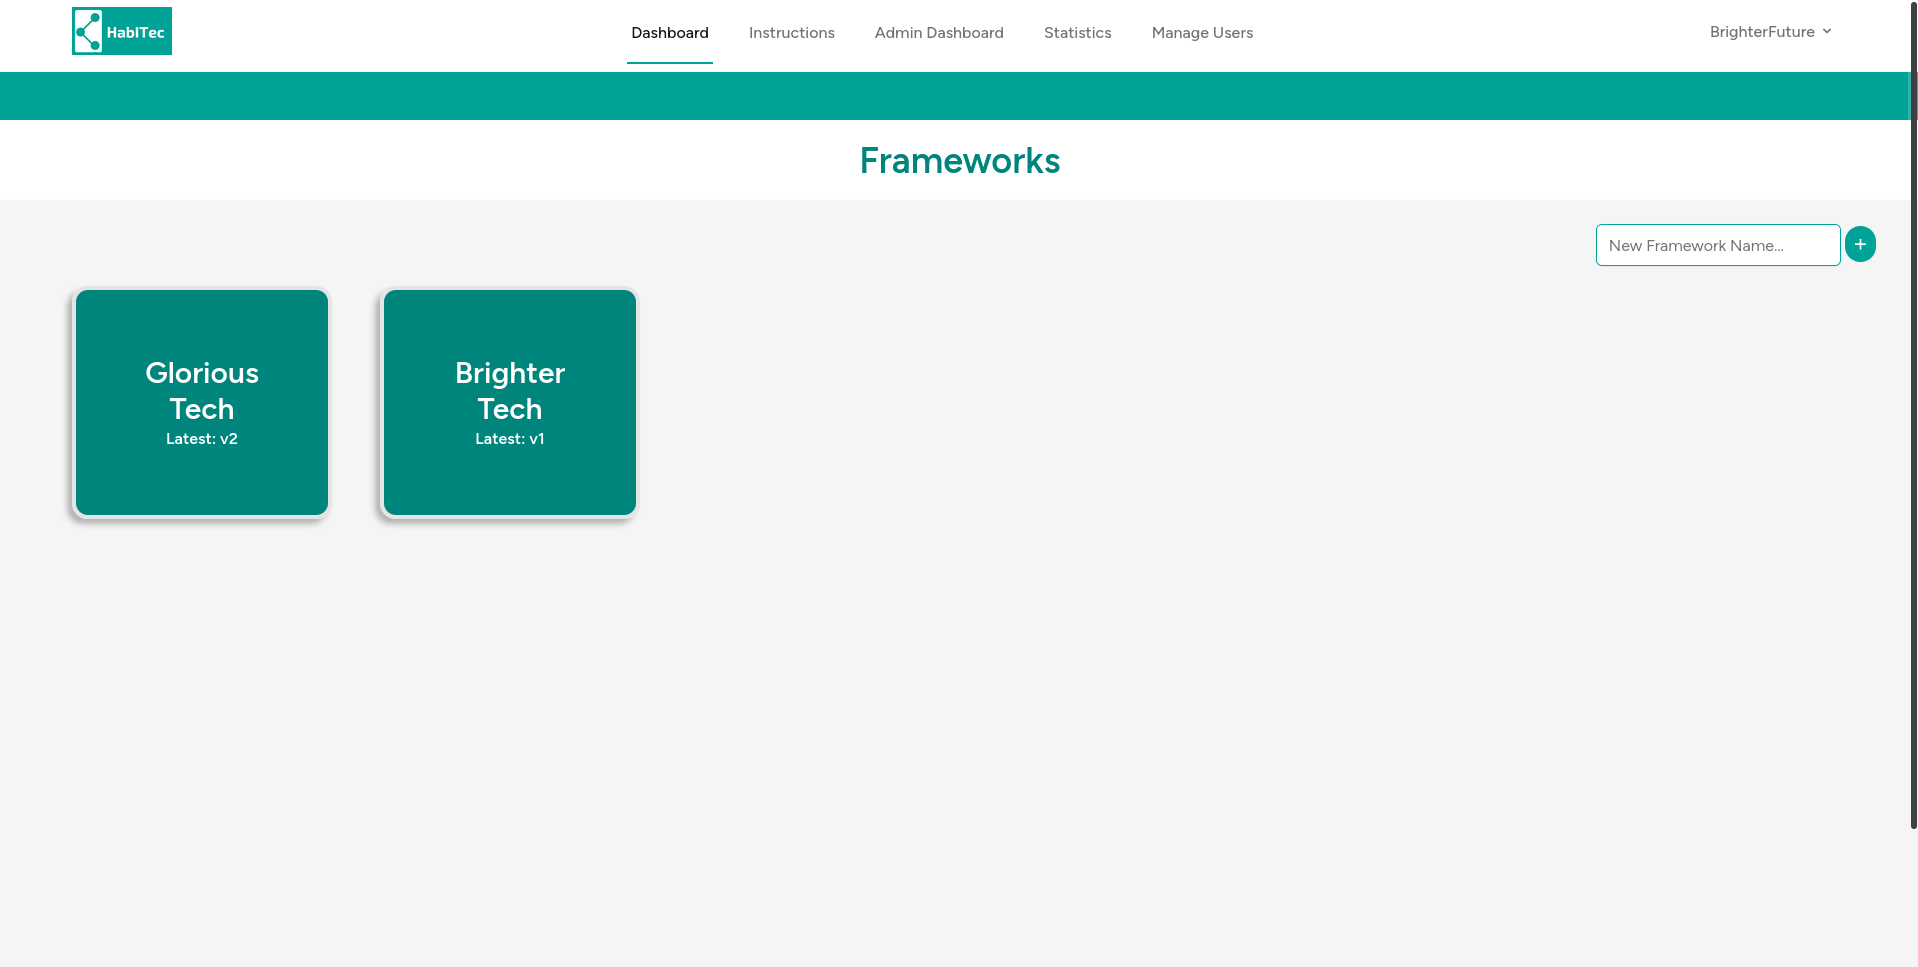 HabITec
Dashboard
Instructions
Admin Dashboard
Statistics
Manage Users
BrighterFuture
Frameworks
New Framework Name...
+
Glorious
Tech
Latest: v2
Brighter
Tech
Latest: v1